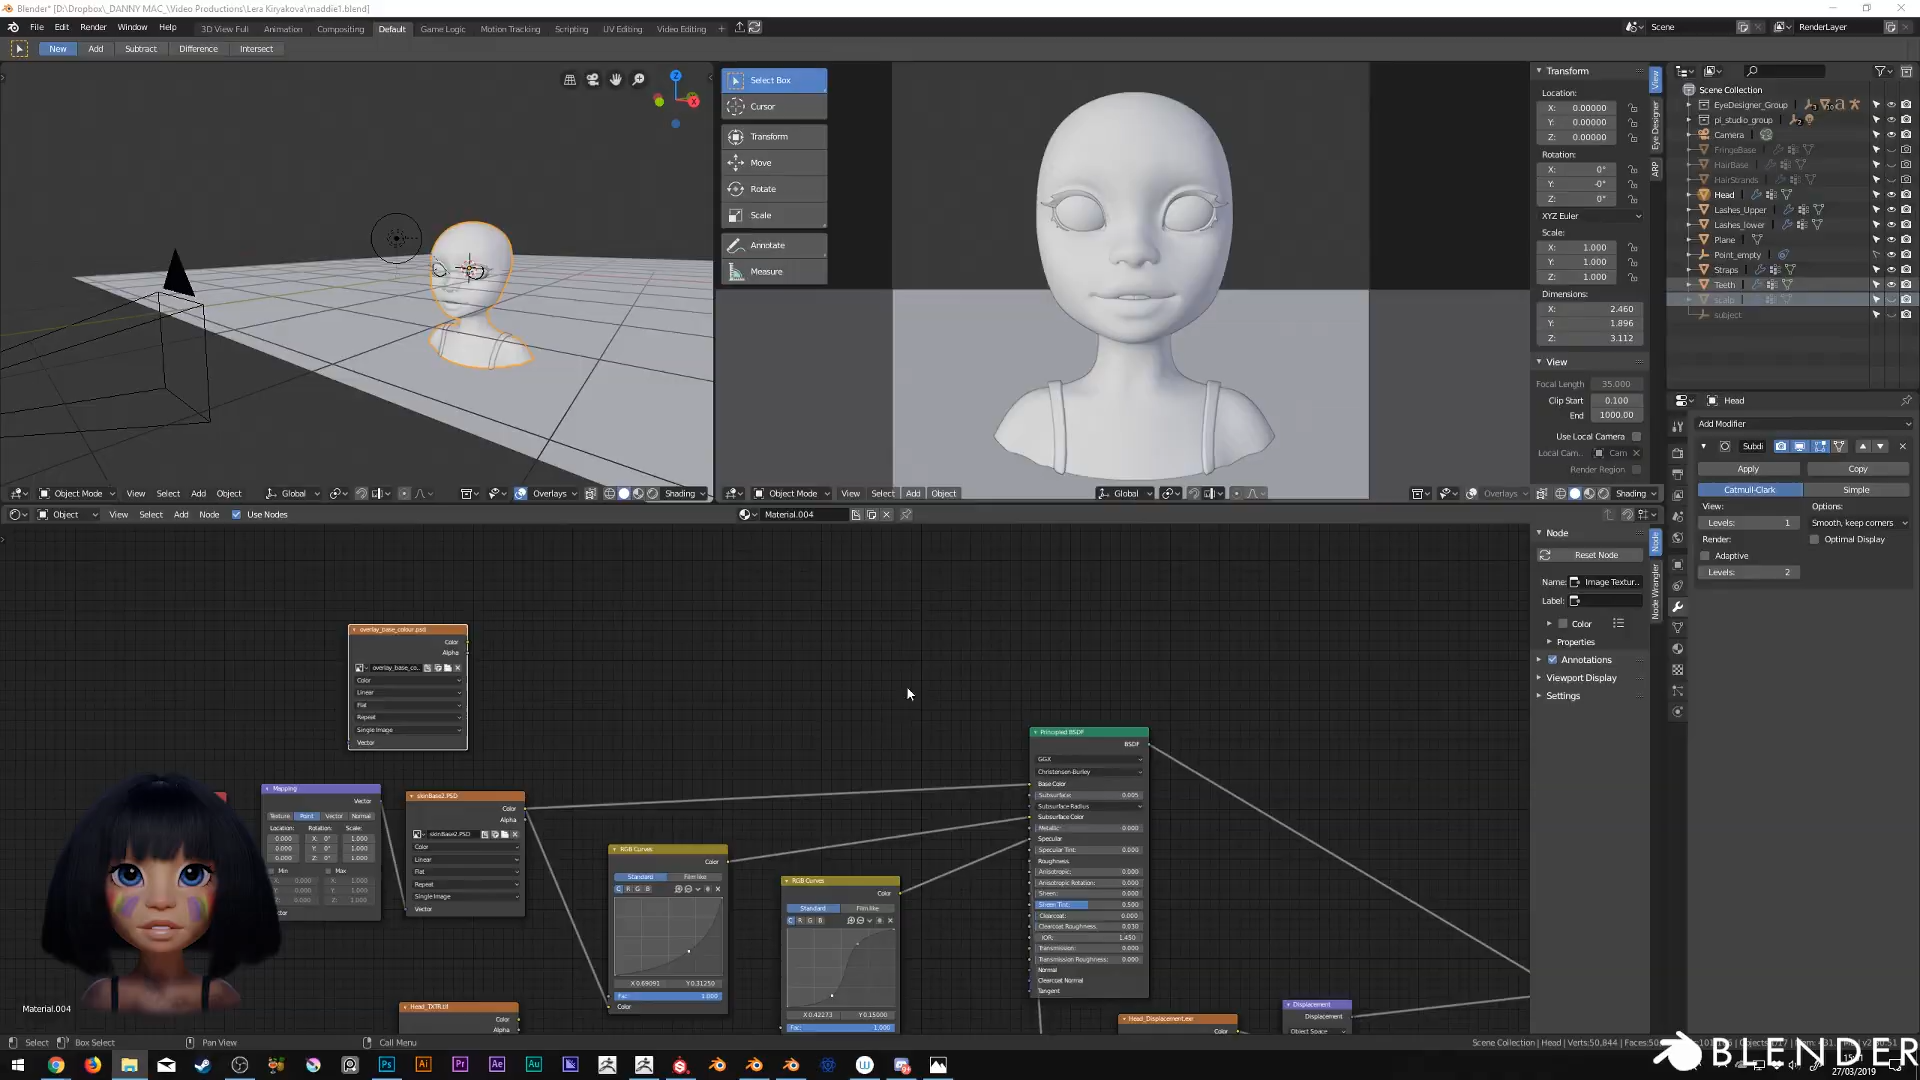 Blender* [D:\Dropbox\_DANNY MAC_\Video Productions\Lera Kiryakova\maddie1.blend]
File Edit Render Window Help 3D View Full Animation Compositing Default Game Logic Motion Tracking Scripting UV Editing Video Editing + Scene RenderLayer
New Add Subtract Difference Intersect
Select Box
Cursor
Transform
Move
Rotate
Scale
Annotate
Measure
Transform
Location:
X: 0.00000
Y: 0.00000
Z: 0.00000
Rotation:
X: 0°
Y: -0°
Z: 0°
XYZ Euler
Scale:
X: 1.000
Y: 1.000
Z: 1.000
Dimensions:
X: 2.460
Y: 1.896
Z: 3.112
View
Focal Length 35.000
Clip Start 0.100
End 1000.00
Use Local Camera
Local Cam... Cam
Render Region
View
Eye Designer
ARP
Scene Collection
EyeDesigner_Group
pl_studio_group
Camera
FringeBase
HairBase
HairStrands
Head
Lashes_Upper
Lashes_lower
Plane
Point_empty
Straps
Teeth
scalp
subject
Head
Add Modifier
Subdi
Apply Copy
Catmull-Clark Simple
View: Options:
Levels: 1 Smooth, keep corners
Render: Optimal Display
Adaptive
Levels: 2
Object Mode View Select Add Object Global Overlays Shading
Object Mode View Select Add Object Global Overlays Shading
Object View Select Add Node Use Nodes Material.004
Node
Reset Node
Name: Image Textur..
Label:
Color
Properties
Annotations
Viewport Display
Settings
Node
Node Wrangler
overlay_base_colour.psd
Color
Alpha
overlay_base_co..
Color
Linear
Flat
Repeat
Single Image
Vector
Mapping
Vector
Texture Point Vector Normal
Location: Rotation: Scale:
0.000 X: 0° 1.000
0.000 Y: 0° 1.000
0.000 Z: 0° 1.000
Min Max
skinBase2.PSD
Color
Alpha
skinBase2.PSD
Color
Linear
Flat
Repeat
Single Image
Vector
RGB Curves
Color
Standard Film like
C R G B
X 0.69091 Y 0.31250
Fac: 1.000
Color
RGB Curves
Color
Standard Film like
C R G B
X 0.42273 Y 0.15000
Fac: 1.000
Principled BSDF
BSDF
GGX
Christensen-Burley
Base Color
Subsurface: 0.005
Subsurface Radius
Subsurface Color
Metallic: 0.000
Specular
Specular Tint: 0.000
Roughness
Anisotropic: 0.000
Anisotropic Rotation: 0.000
Sheen: 0.000
Sheen Tint: 0.500
Clearcoat: 0.000
Clearcoat Roughness: 0.030
IOR: 1.450
Transmission: 0.000
Transmission Roughness: 0.000
Normal
Clearcoat Normal
Tangent
Head_TXTR.tif
Color
Alpha
Head_Displacement.exr
Color
Displacement
Displacement
Object Space
Material.004
Select Box Select Pan View Call Menu
Scene Collection | Head | Verts:50,844
BLENDER
27/03/2019